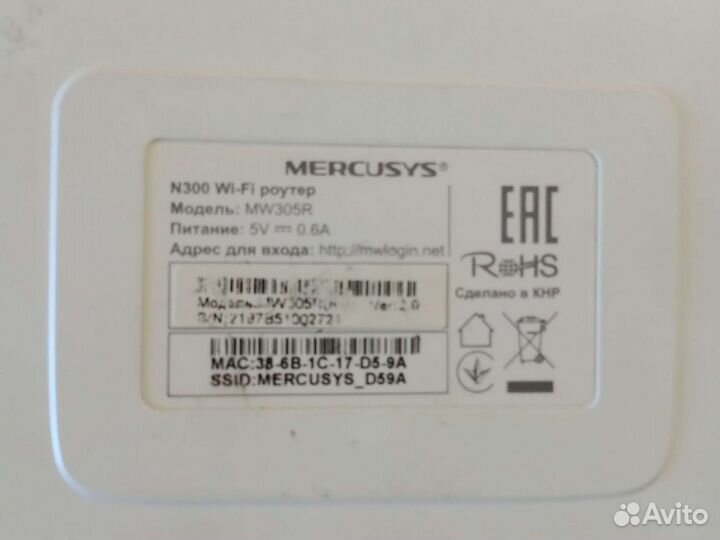 MERCUSYS®
N300 Wi-Fi роутер
Модель: MW305R
Питание: 5V ⎓ 0.6A
Адрес для входа: http://mwlogin.net
EAC
RoHS
Сделано в КНР
MAC:38-6B-1C-17-D5-9A
SSID:MERCUSYS_D59A
Avito